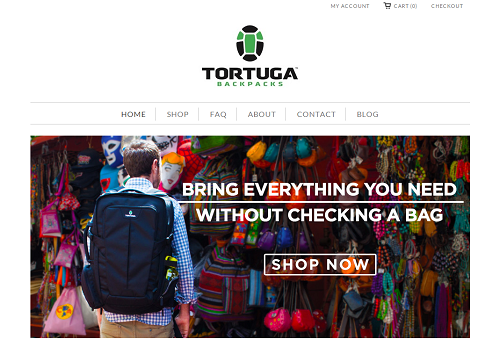 MY ACCOUNT CART (0) CHECKOUT
TORTUGA™
BACKPACKS
HOME SHOP FAQ ABOUT CONTACT BLOG
BRING EVERYTHING YOU NEED
WITHOUT CHECKING A BAG
SHOP NOW